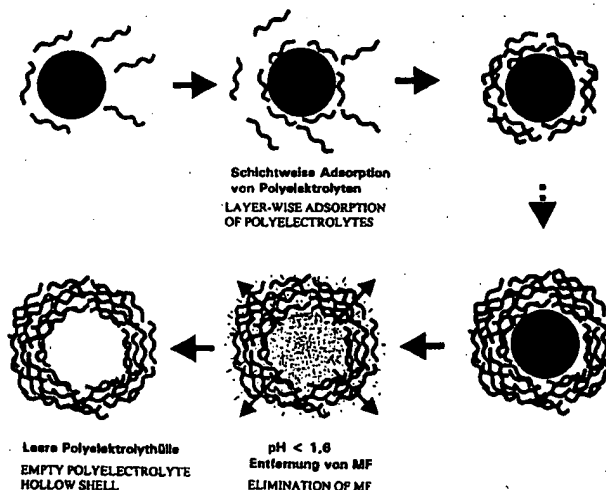 Schichtweise Adsorption
von Polyelektrolyten
LAYER-WISE ADSORPTION
OF POLYELECTROLYTES
Leere Polyelektrolythülle
EMPTY POLYELECTROLYTE
HOLLOW SHELL
pH < 1,6
Entfernung von MF
ELIMINATION OF MF